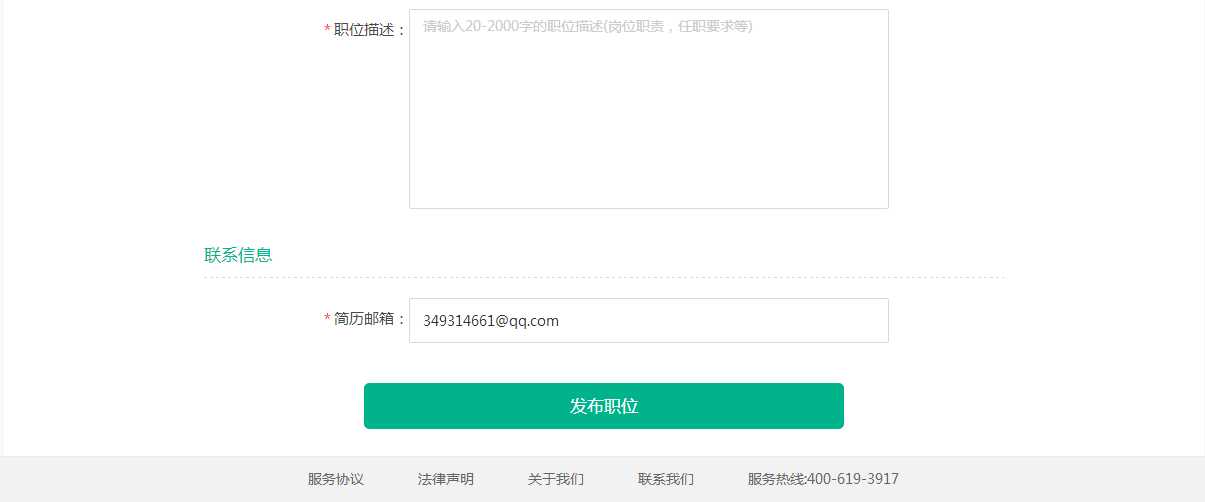 *职位描述：
请输入20-2000字的职位描述(岗位职责，任职要求等)
联系信息
*简历邮箱：
349314661@qq.com
发布职位
服务协议 法律声明 关于我们 联系我们 服务热线:400-619-3917